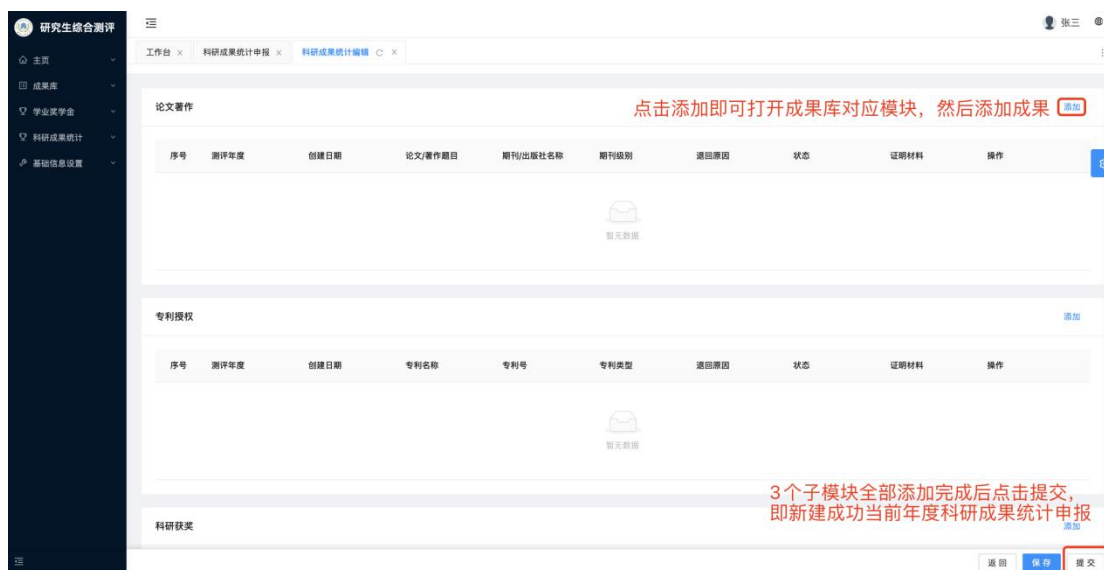 研究生综合测评
张三
主页
成果库
学业奖学金
科研成果统计
基础信息设置
工作台 × 科研成果统计申报 × 科研成果统计编辑 ×
论文著作
点击添加即可打开成果库对应模块，然后添加成果
添加
序号 测评年度 创建日期 论文/著作题目 期刊/出版社名称 期刊级别 退回原因 状态 证明材料 操作
暂无数据
专利授权
添加
序号 测评年度 创建日期 专利名称 专利号 专利类型 退回原因 状态 证明材料 操作
暂无数据
3个子模块全部添加完成后点击提交，
即新建成功当前年度科研成果统计申报
科研获奖
添加
返回 保存 提交